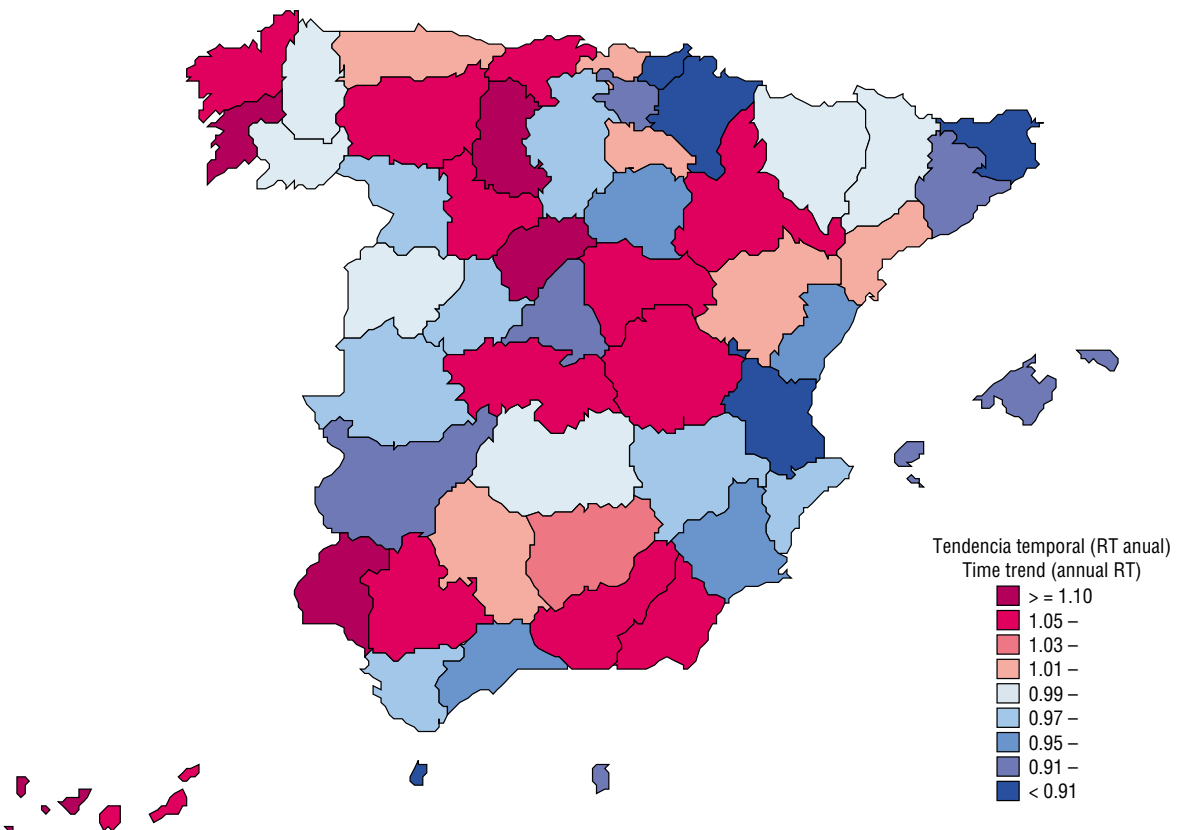 Tendencia temporal (RT anual)
Time trend (annual RT)
> = 1.10
1.05 –
1.03 –
1.01 –
0.99 –
0.97 –
0.95 –
0.91 –
< 0.91